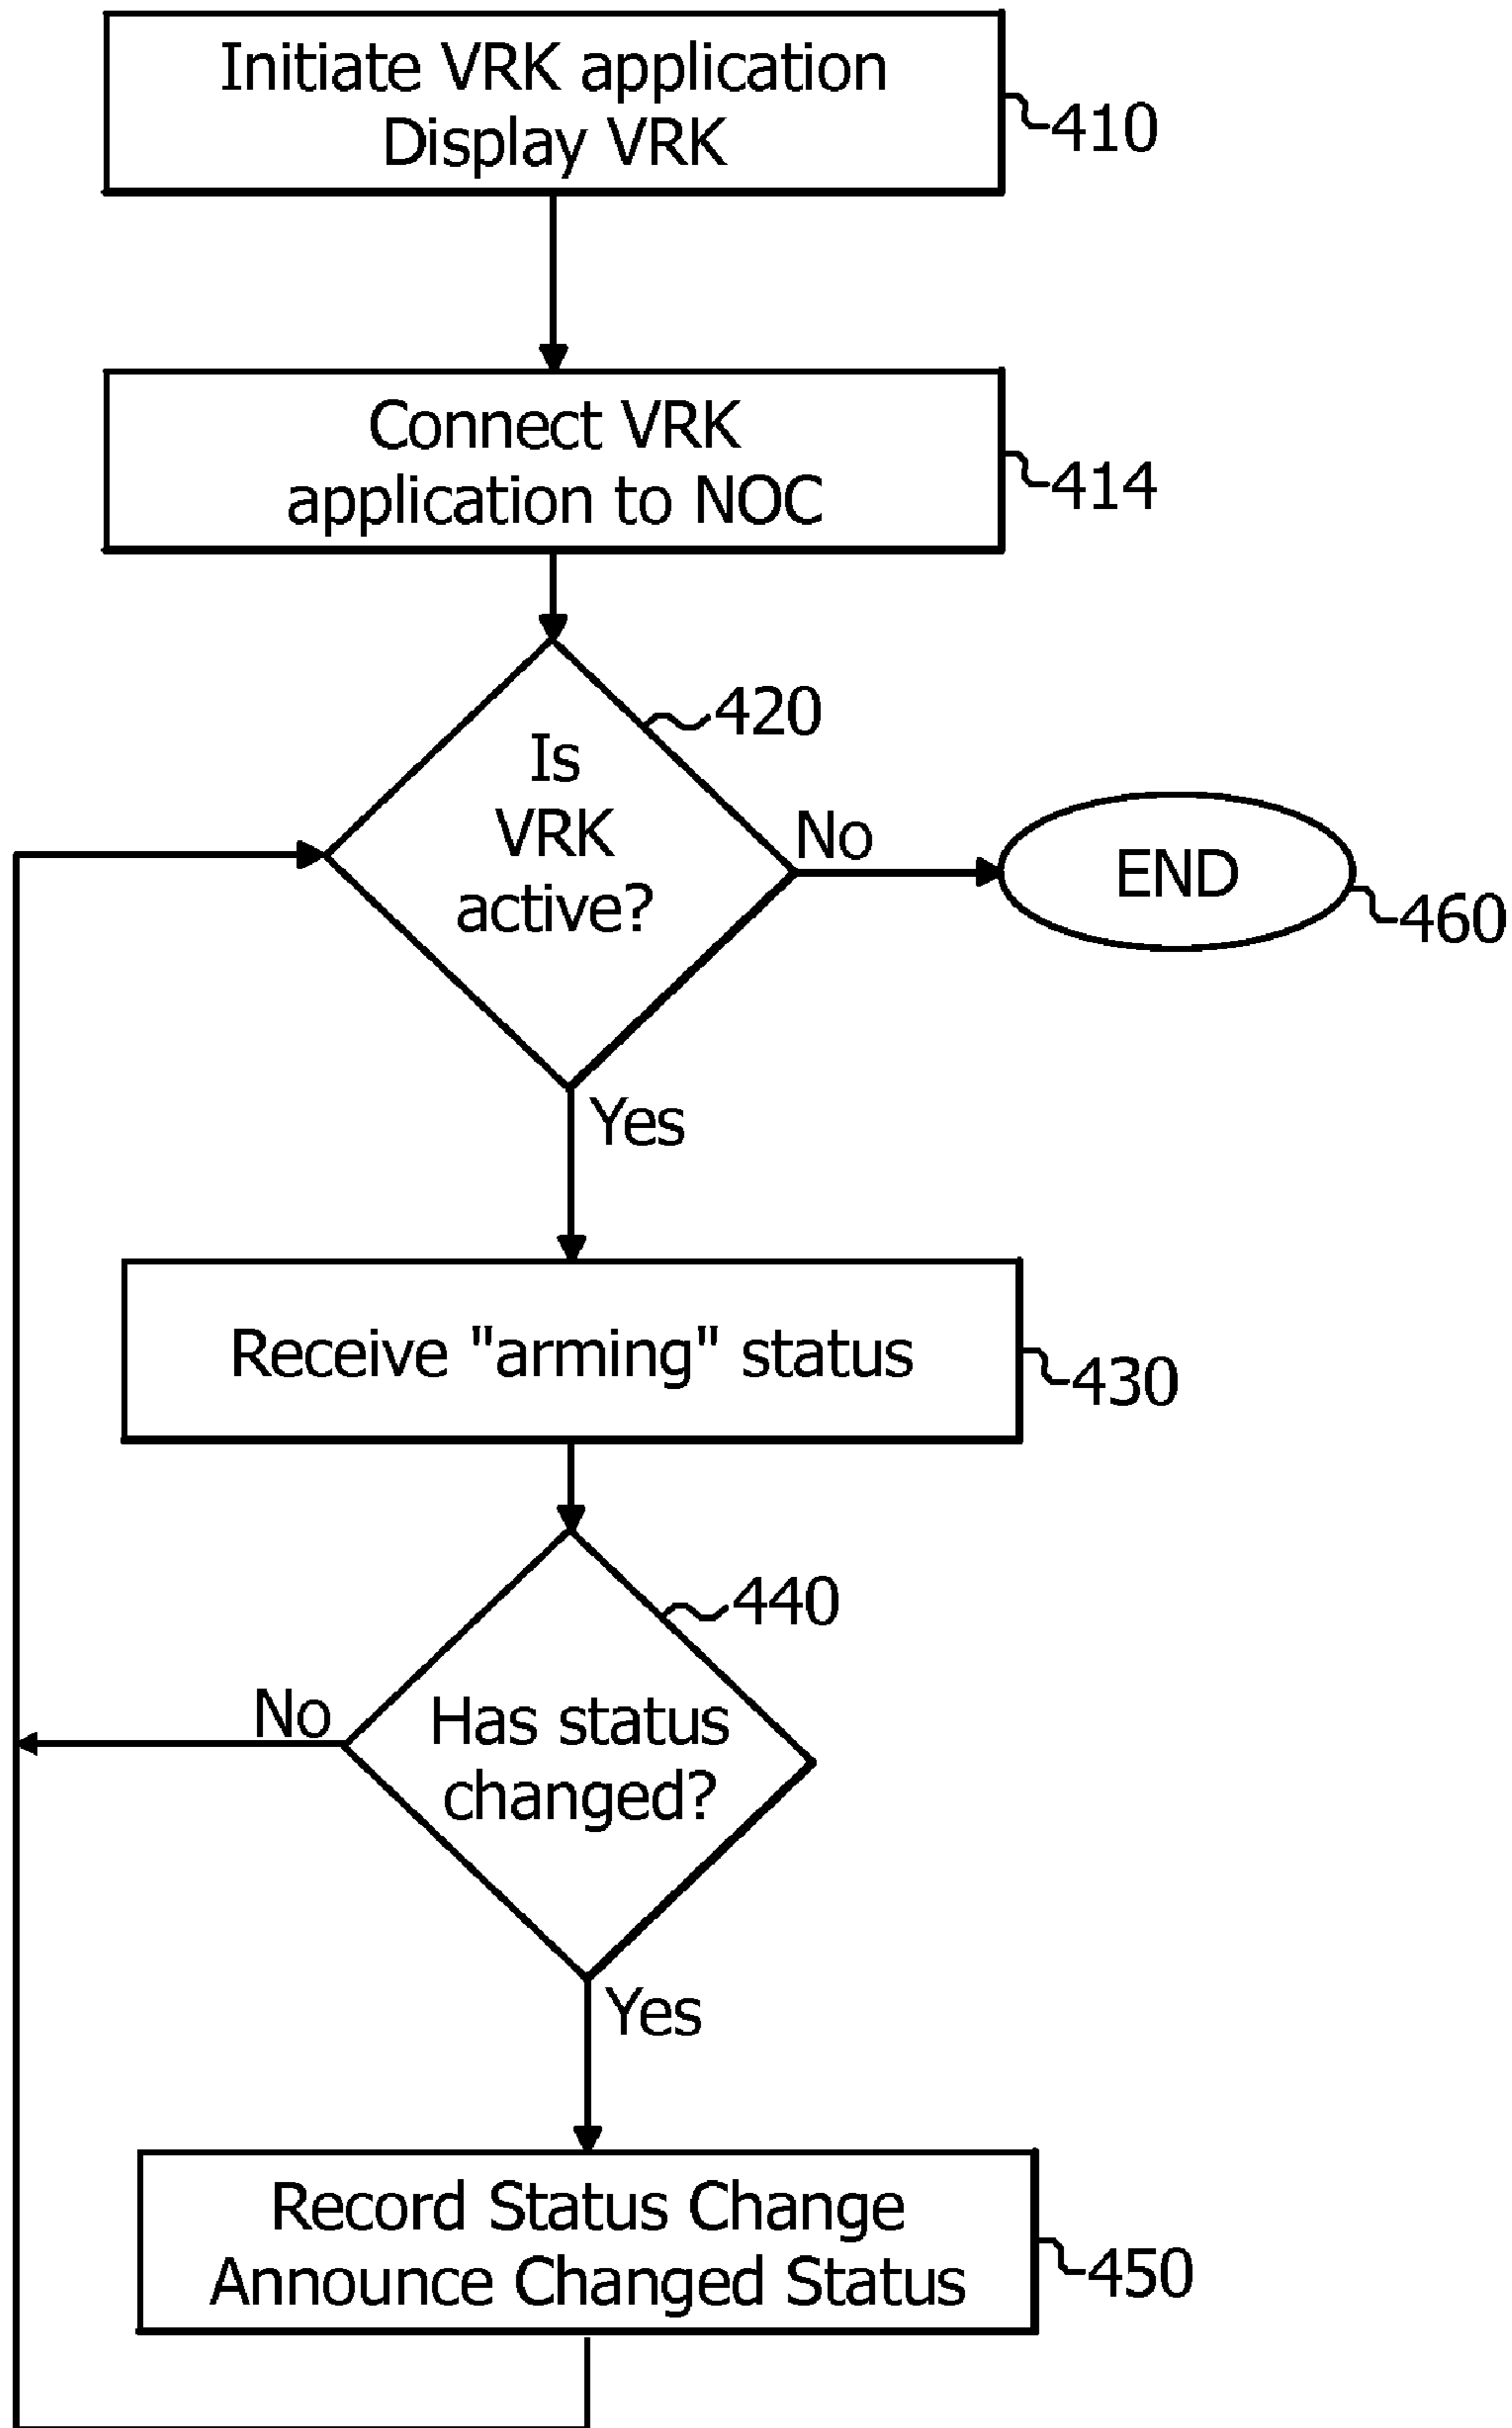 Initiate VRK application
Display VRK
410
Connect VRK
application to NOC
414
420
Is
VRK
active?
No
END
460
Yes
Receive "arming" status
430
440
No
Has status
changed?
Yes
Record Status Change
Announce Changed Status
450